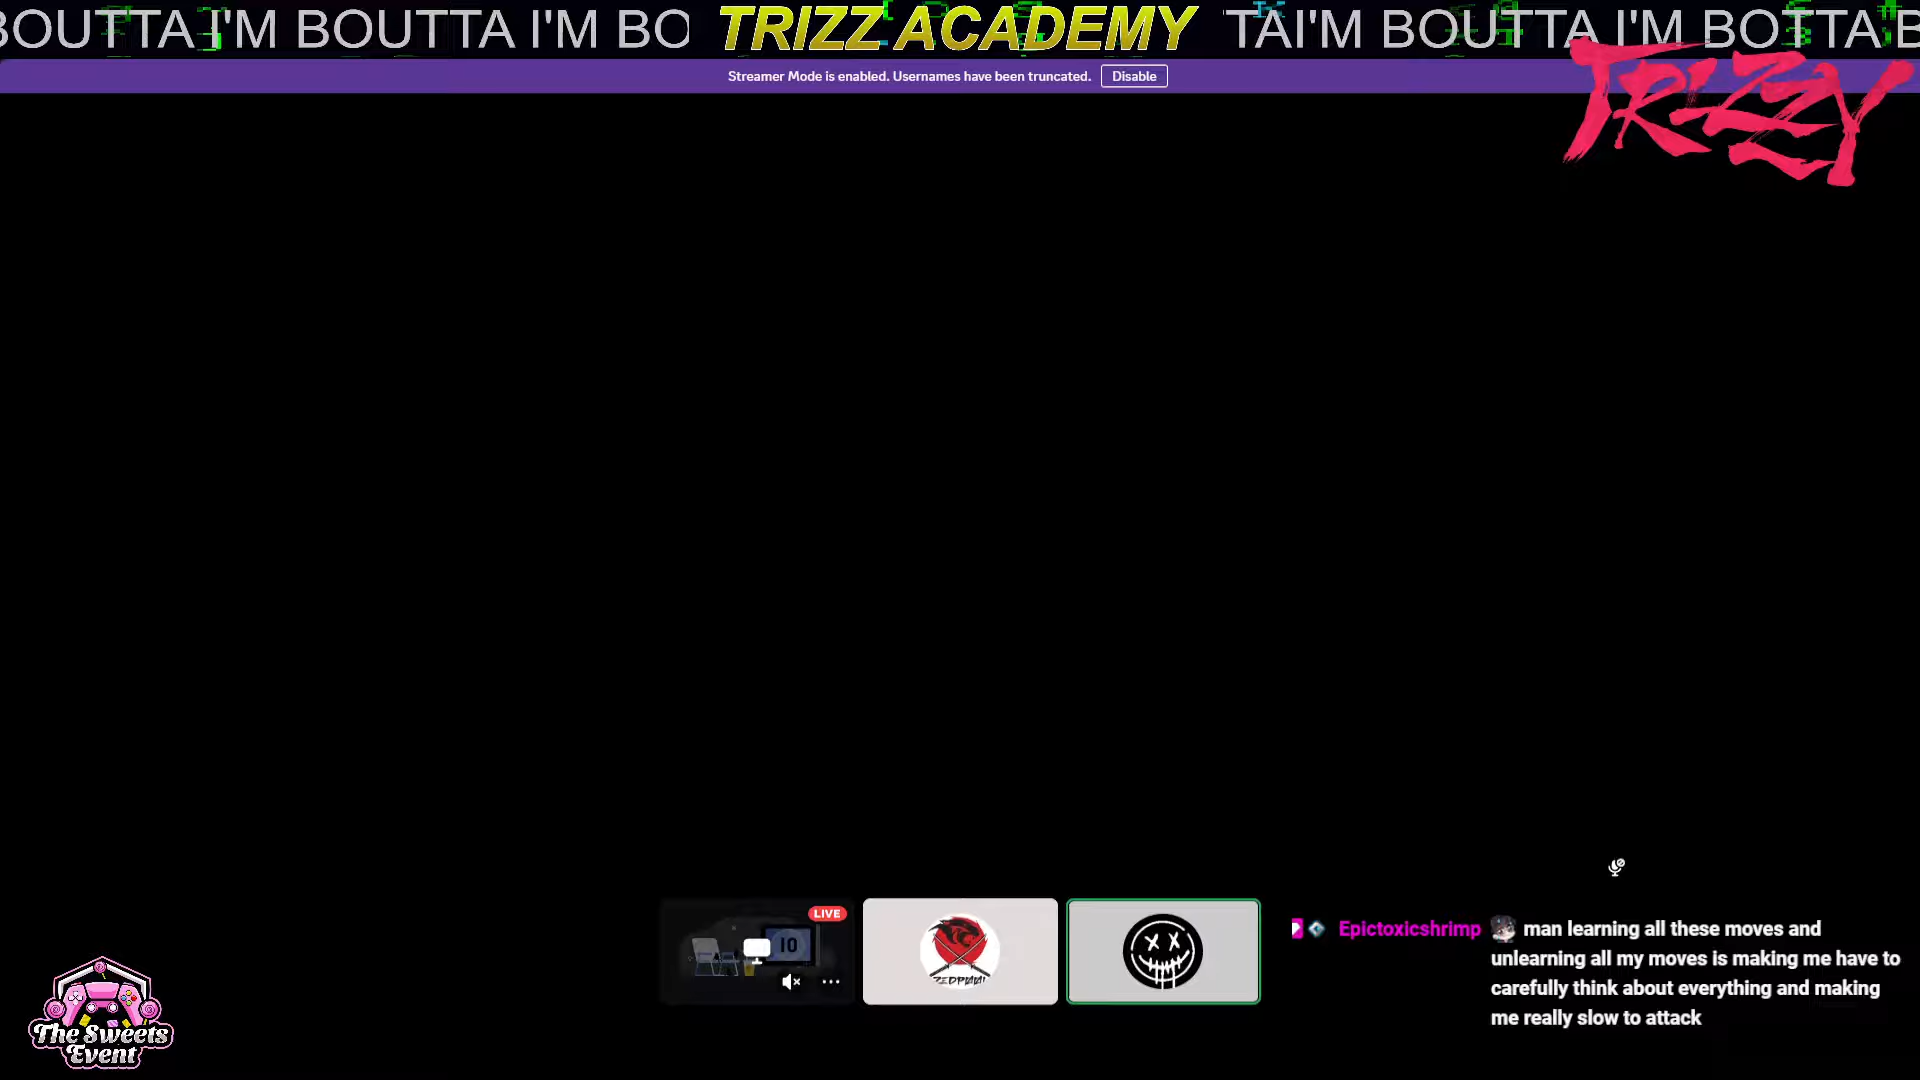 BOUTTA I'M BOUTTA I'M BO
TRIZZ ACADEMY
TAI'M BOUTTA I'M BOTTA B
Streamer Mode is enabled. Usernames have been truncated.
Disable
TRIZZY
LIVE
10
Epictoxicshrimp man learning all these moves and
unlearning all my moves is making me have to
carefully think about everything and making
me really slow to attack
The Sweets
Event